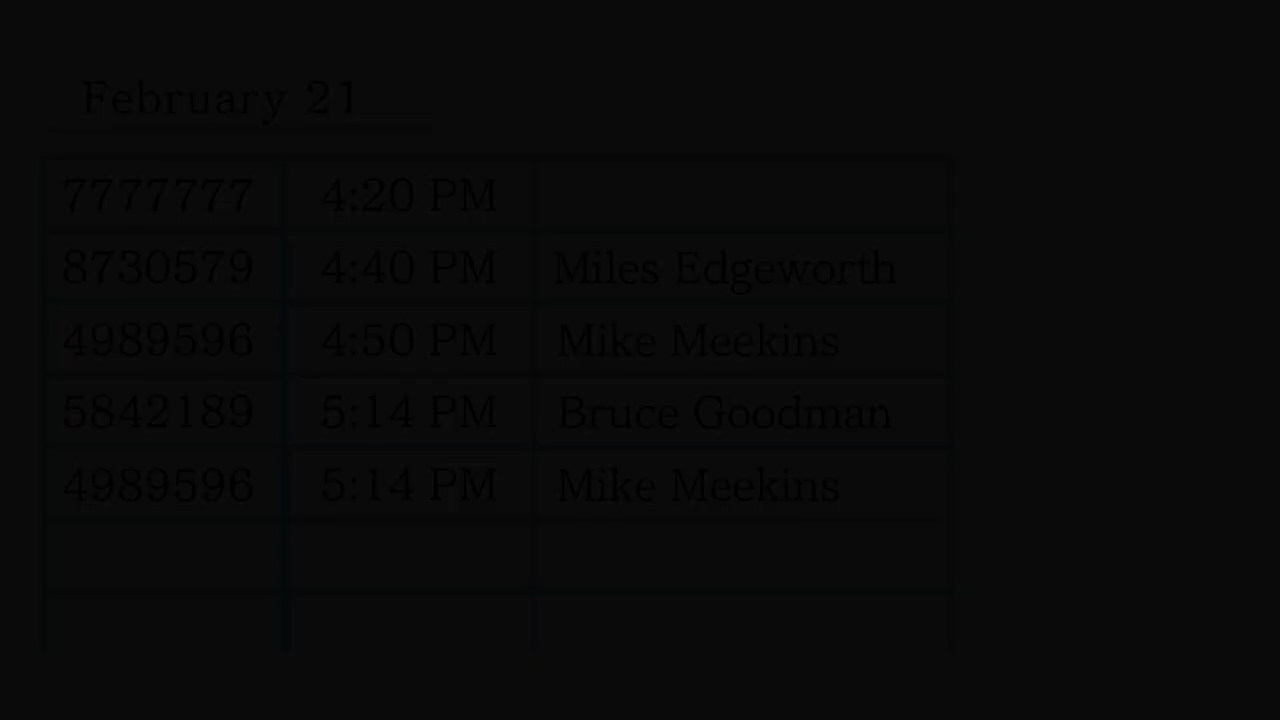 February 21
7777777 4:20 PM
8730579 4:40 PM Miles Edgeworth
4989596 4:50 PM Mike Meekins
5842189 5:14 PM Bruce Goodman
4989596 5:14 PM Mike Meekins